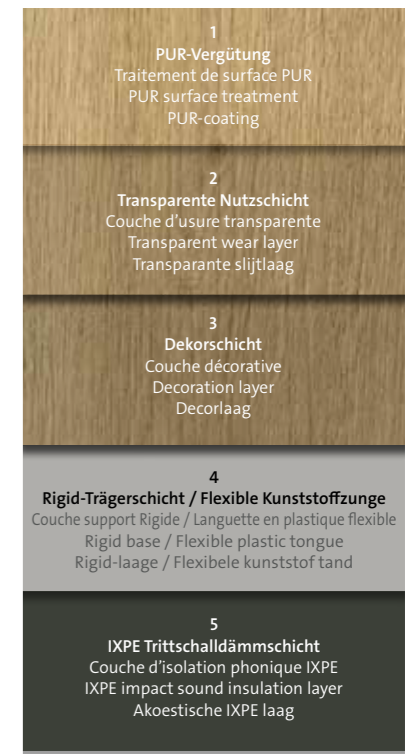 1
PUR-Vergütung
Traitement de surface PUR
PUR surface treatment
PUR-coating
2
Transparente Nutzschicht
Couche d'usure transparente
Transparent wear layer
Transparante slijtlaag
3
Dekorschicht
Couche décorative
Decoration layer
Decorlaag
4
Rigid-Trägerschicht / Flexible Kunststoffzunge
Couche support Rigide / Languette en plastique flexible
Rigid base / Flexible plastic tongue
Rigid-laage / Flexibele kunststof tand
5
IXPE Trittschalldämmschicht
Couche d'isolation phonique IXPE
IXPE impact sound insulation layer
Akoestische IXPE laag